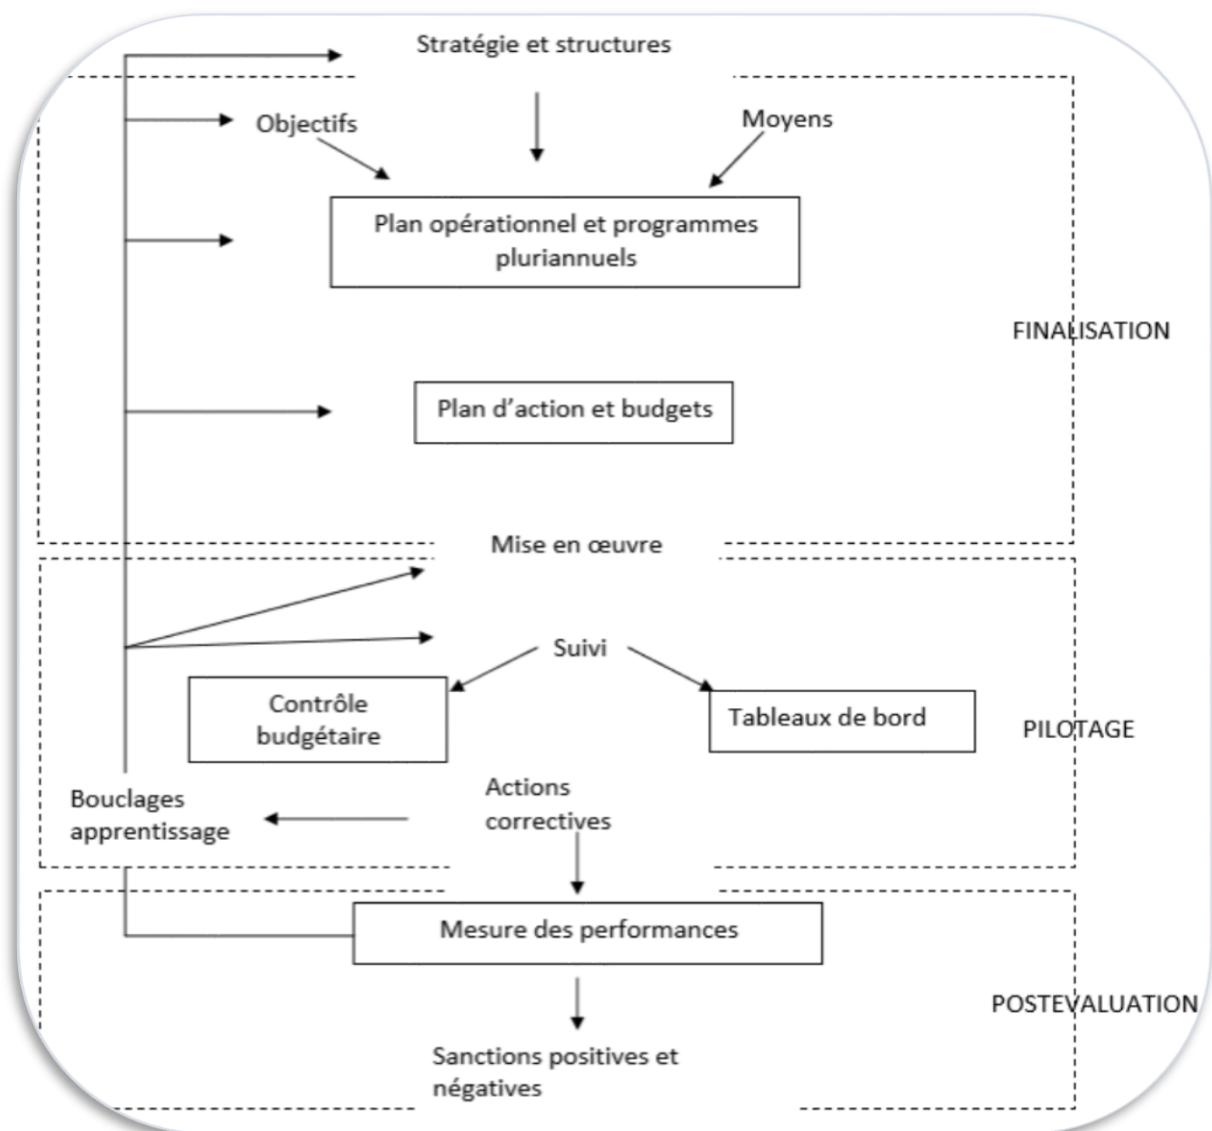 Stratégie et structures
Objectifs
Moyens
Plan opérationnel et programmes
pluriannuels
FINALISATION
Plan d'action et budgets
Mise en œuvre
Suivi
Contrôle
budgétaire
Tableaux de bord
PILOTAGE
Bouclages
apprentissage
Actions
correctives
Mesure des performances
POSTEVALUATION
Sanctions positives et
négatives